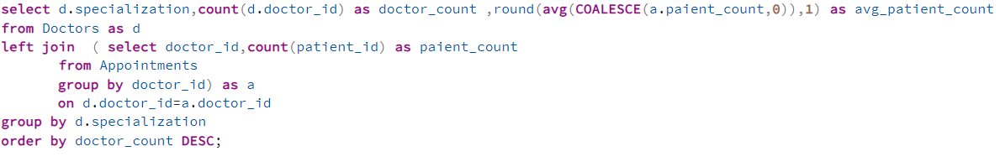 select d.specialization,count(d.doctor_id) as doctor_count ,round(avg(COALESCE(a.paient_count,0)),1) as avg_patient_count
from Doctors as d
left join  ( select doctor_id,count(patient_id) as paient_count
from Appointments
group by doctor_id) as a
on d.doctor_id=a.doctor_id
group by d.specialization
order by doctor_count DESC;